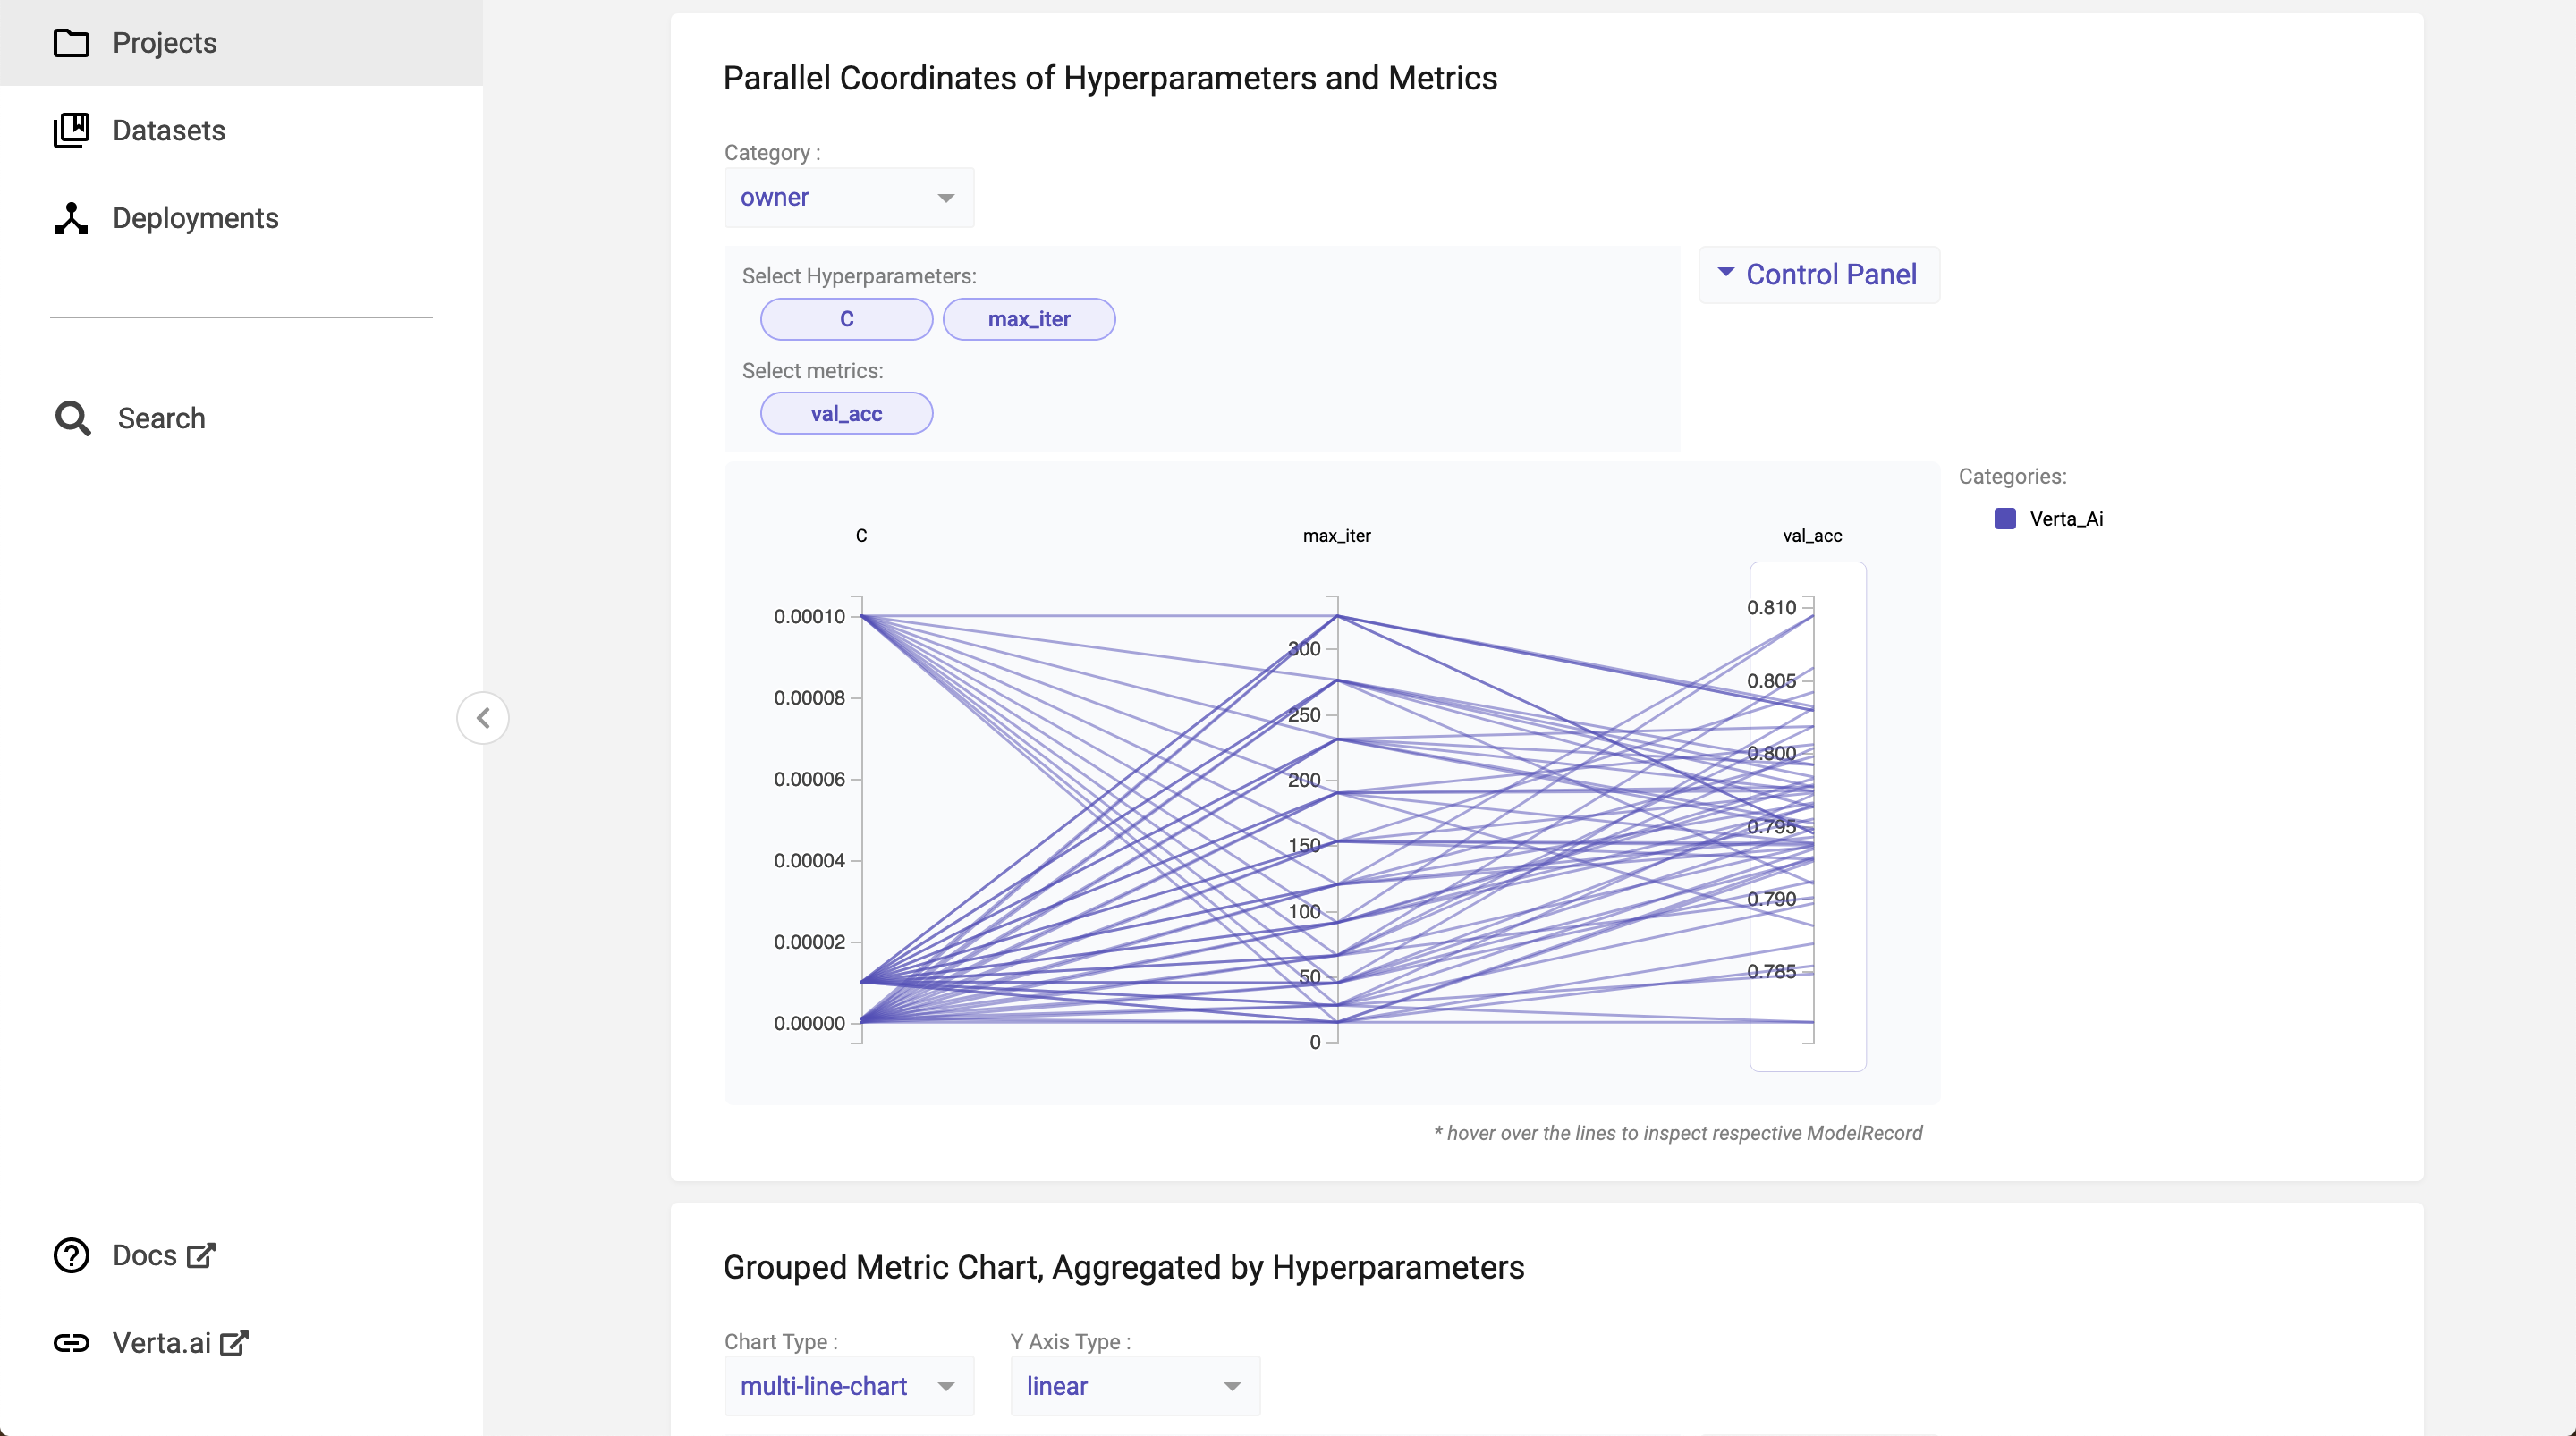 Projects
Datasets
Deployments
Search
Docs
Verta.ai
Parallel Coordinates of Hyperparameters and Metrics
Category :
owner
Select Hyperparameters:
C
max_iter
Select metrics:
val_acc
Control Panel
Categories:
Verta_Ai
C
max_iter
val_acc
0.00010
0.00008
0.00006
0.00004
0.00002
0.00000
300
250
200
150
100
50
0
0.810
0.805
0.800
0.795
0.790
0.785
* hover over the lines to inspect respective ModelRecord
Grouped Metric Chart, Aggregated by Hyperparameters
Chart Type :
multi-line-chart
Y Axis Type :
linear